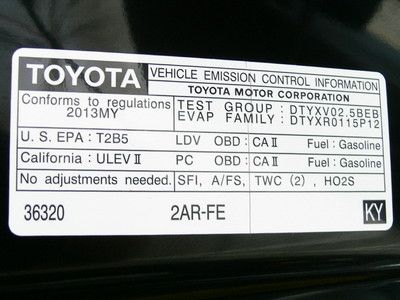 TOYOTA VEHICLE EMISSION CONTROL INFORMATION
TOYOTA MOTOR CORPORATION
Conforms to regulations
2013MY
TEST GROUP : DTYXV02.5BEB
EVAP FAMILY : DTYXR0115P12
U. S. EPA : T2B5 LDV OBD : CA II Fuel : Gasoline
California : ULEV II PC OBD : CA II Fuel : Gasoline
No adjustments needed. SFI, A/FS, TWC (2) , HO2S
36320 2AR-FE KY